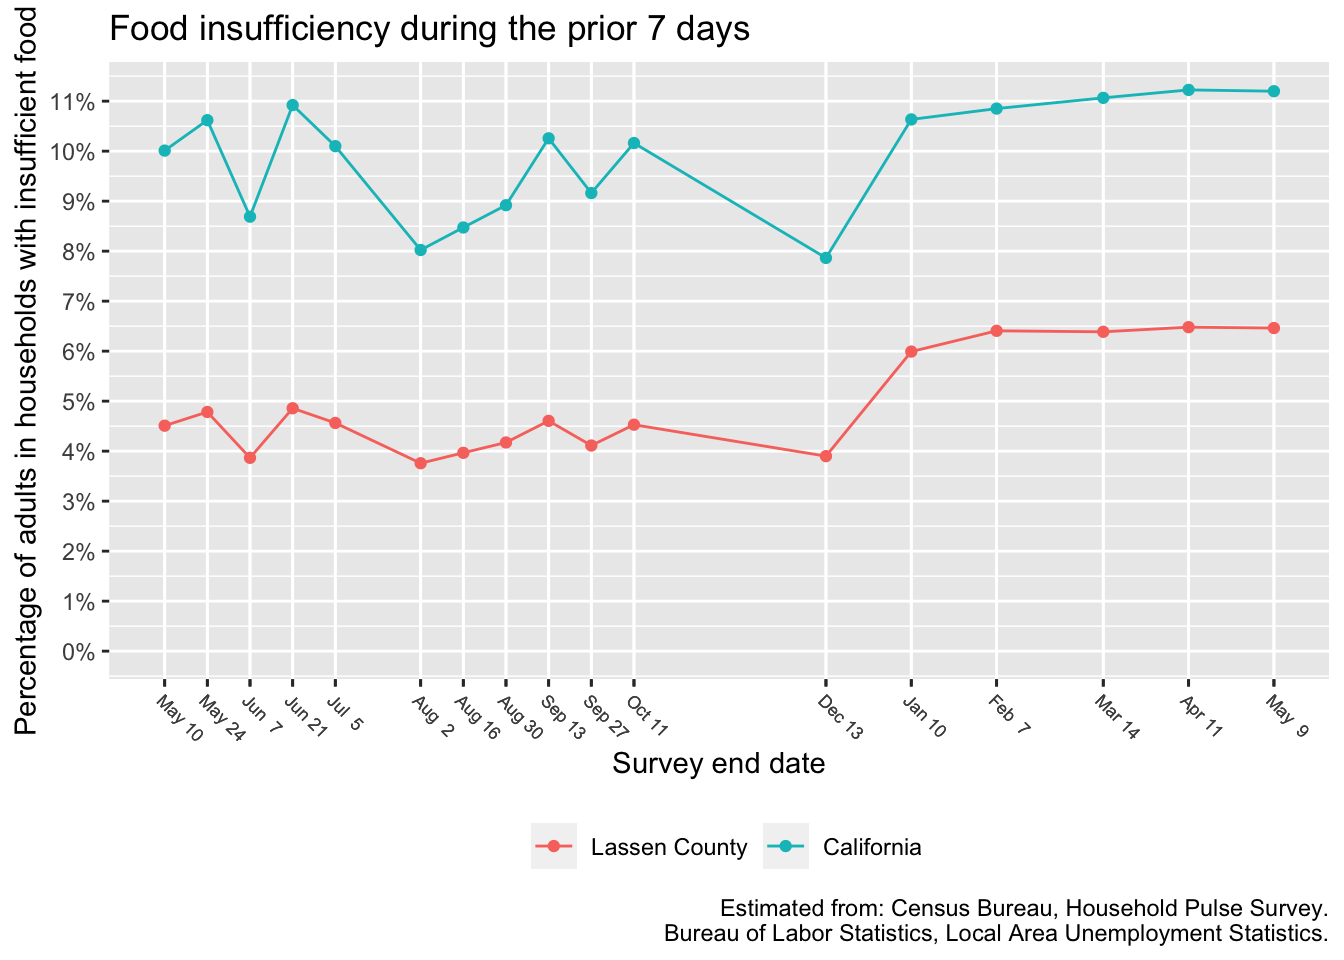 Food insufficiency during the prior 7 days
Percentage of adults in households with insufficient food
11%
10%
9%
8%
7%
6%
5%
4%
3%
2%
1%
0%
May 10
May 24
Jun 7
Jun 21
Jul 5
Aug 2
Aug 16
Aug 30
Sep 13
Sep 27
Oct 11
Dec 13
Jan 10
Feb 7
Mar 14
Apr 11
May 9
Survey end date
Lassen County
California
Estimated from: Census Bureau, Household Pulse Survey.
Bureau of Labor Statistics, Local Area Unemployment Statistics.